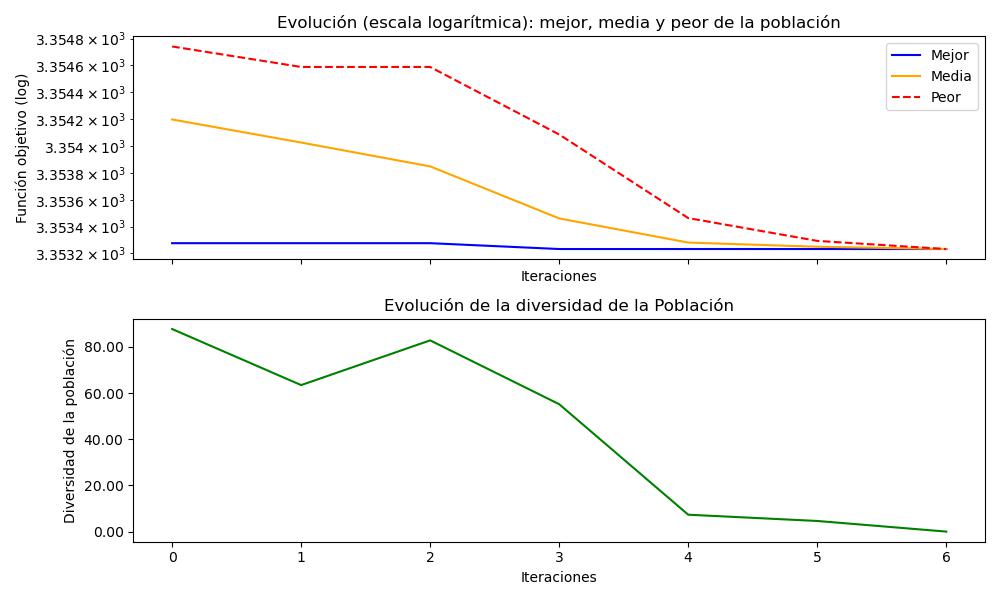 Evolución (escala logarítmica): mejor, media y peor de la población
Función objetivo (log)
3.3548 × 10³
3.3546 × 10³
3.3544 × 10³
3.3542 × 10³
3.354 × 10³
3.3538 × 10³
3.3536 × 10³
3.3534 × 10³
3.3532 × 10³
Mejor
Media
Peor
Iteraciones
Evolución de la diversidad de la Población
Diversidad de la población
80.00
60.00
40.00
20.00
0.00
0 1 2 3 4 5 6
Iteraciones